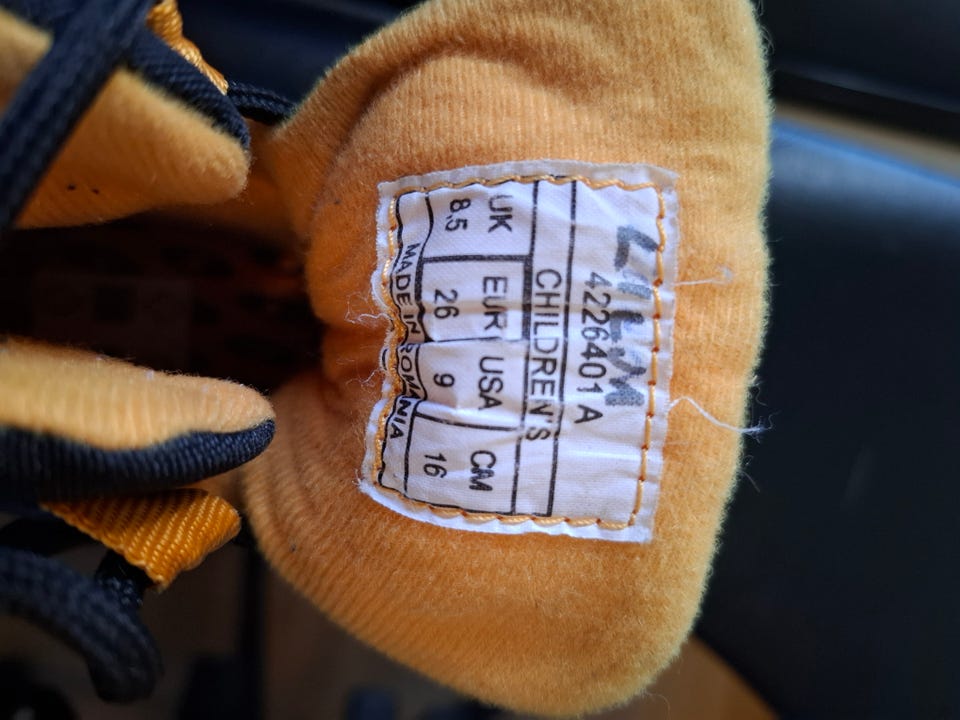 4226401 A
CHILDREN'S
UK EUR USA CM
8.5 26 9 16
MADE IN ROMANIA